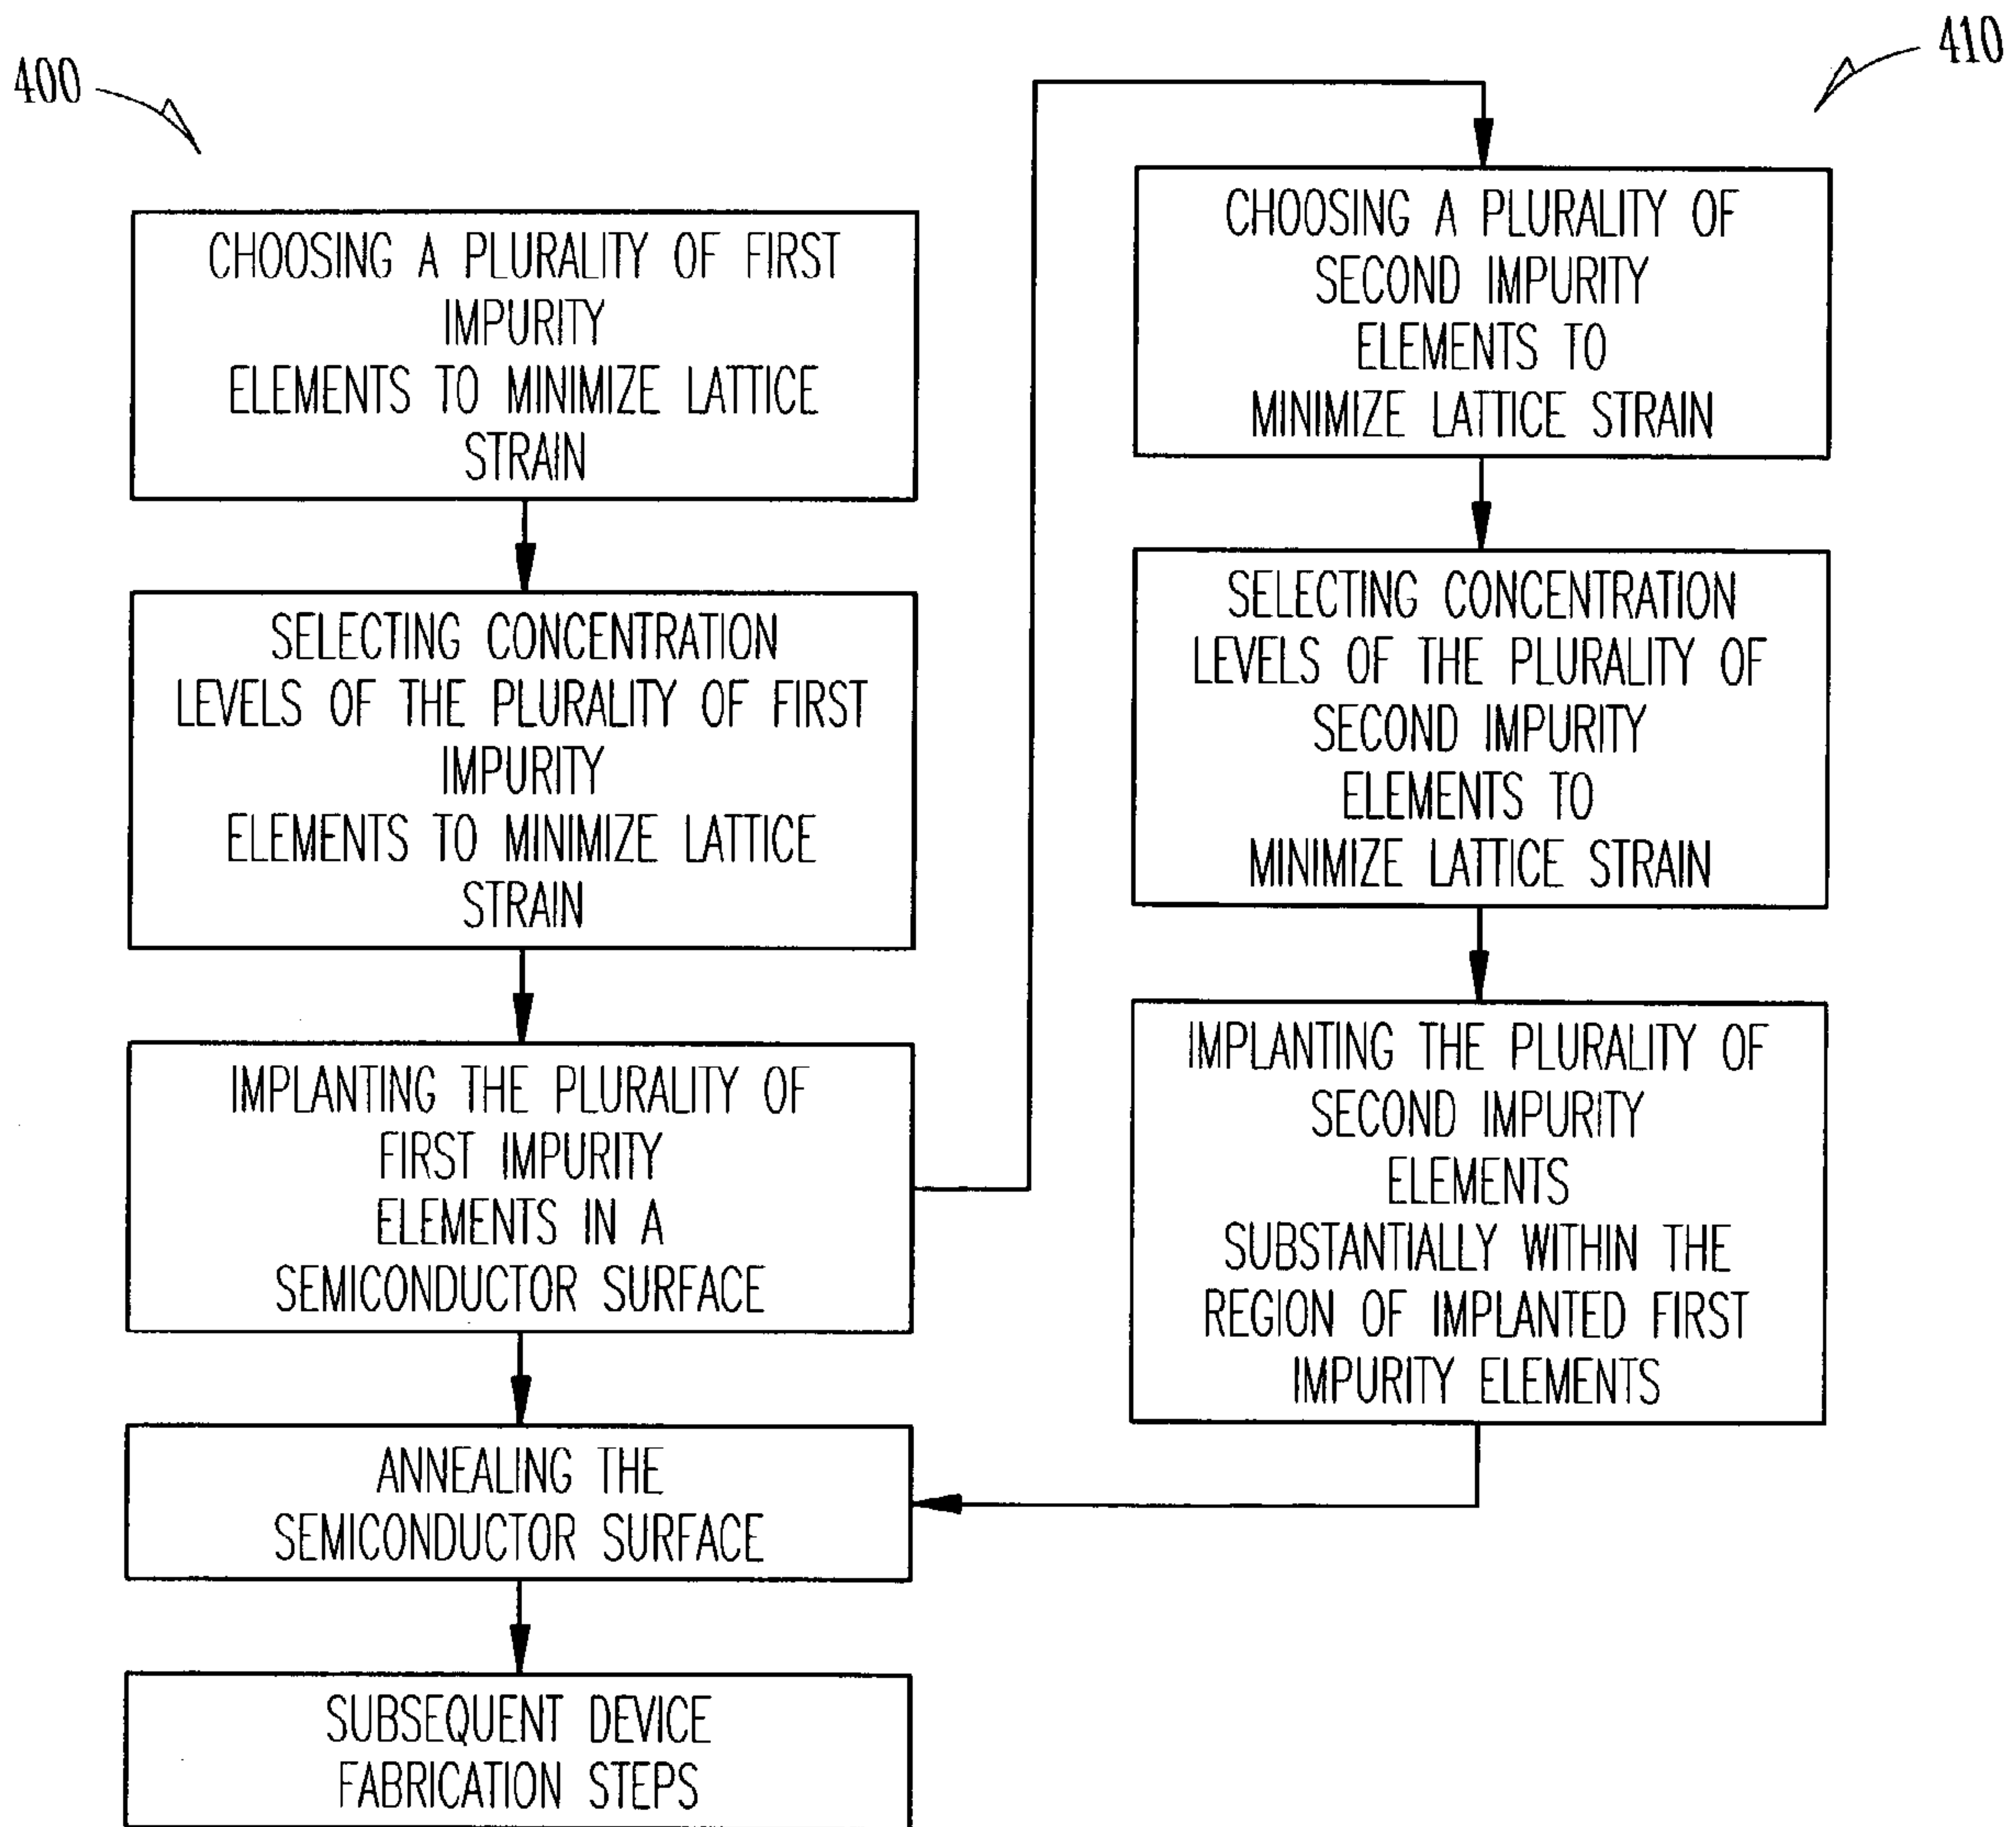 400
CHOOSING A PLURALITY OF FIRST
IMPURITY
ELEMENTS TO MINIMIZE LATTICE
STRAIN
SELECTING CONCENTRATION
LEVELS OF THE PLURALITY OF FIRST
IMPURITY
ELEMENTS TO MINIMIZE LATTICE
STRAIN
IMPLANTING THE PLURALITY OF
FIRST IMPURITY
ELEMENTS IN A
SEMICONDUCTOR SURFACE
ANNEALING THE
SEMICONDUCTOR SURFACE
SUBSEQUENT DEVICE
FABRICATION STEPS
410
CHOOSING A PLURALITY OF
SECOND IMPURITY
ELEMENTS TO
MINIMIZE LATTICE STRAIN
SELECTING CONCENTRATION
LEVELS OF THE PLURALITY OF
SECOND IMPURITY
ELEMENTS TO
MINIMIZE LATTICE STRAIN
IMPLANTING THE PLURALITY OF
SECOND IMPURITY
ELEMENTS
SUBSTANTIALLY WITHIN THE
REGION OF IMPLANTED FIRST
IMPURITY ELEMENTS